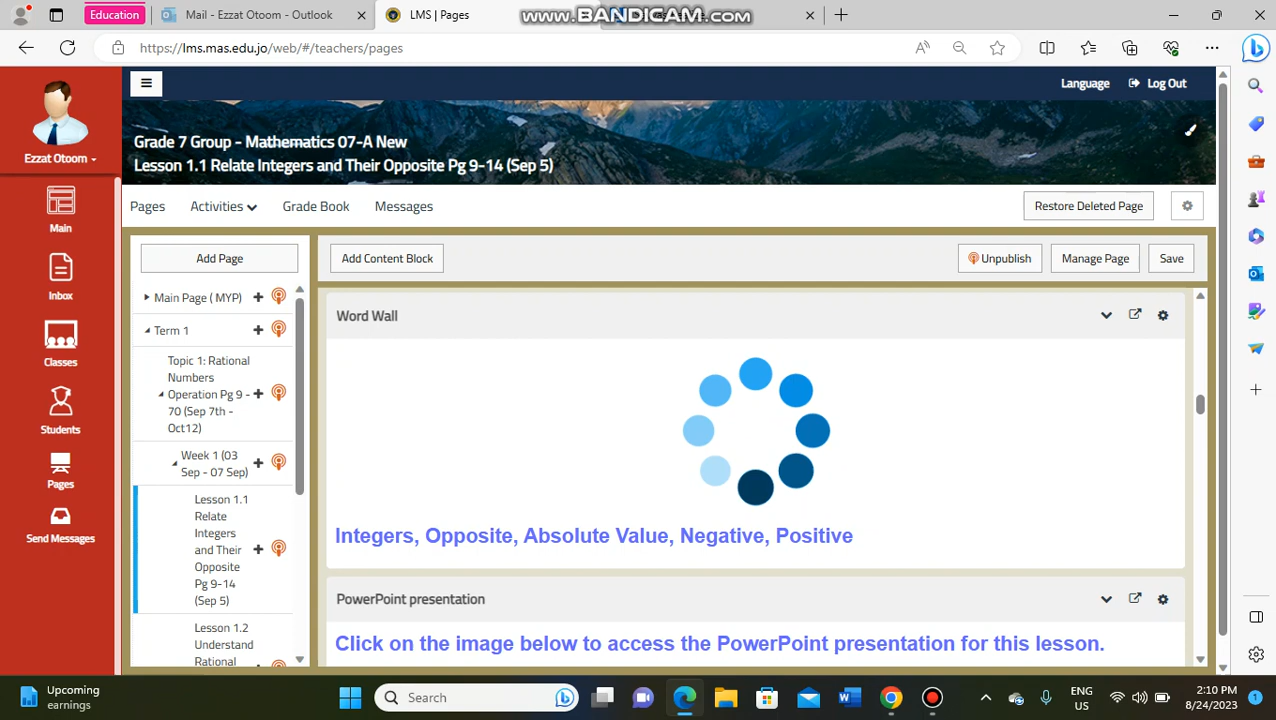 Education
Mail - Ezzat Otoom - Outlook
LMS | Pages
www.BANDICAM.com
https://lms.mas.edu.jo/web/#/teachers/pages
Language
Log Out
Grade 7 Group - Mathematics 07-A New
Lesson 1.1 Relate Integers and Their Opposite Pg 9-14 (Sep 5)
Ezzat Otoom
Pages
Activities
Grade Book
Messages
Restore Deleted Page
Main
Inbox
Classes
Students
Pages
Send Messages
Add Page
Add Content Block
Unpublish
Manage Page
Save
Main Page ( MYP)
Term 1
Topic 1: Rational
Numbers
Operation Pg 9 -
70 (Sep 7th -
Oct12)
Week 1 (03
Sep - 07 Sep)
Lesson 1.1
Relate
Integers
and Their
Opposite
Pg 9-14
(Sep 5)
Lesson 1.2
Understand
Rational
Word Wall
Integers, Opposite, Absolute Value, Negative, Positive
PowerPoint presentation
Click on the image below to access the PowerPoint presentation for this lesson.
Upcoming
earnings
Search
ENG
US
2:10 PM
8/24/2023
1